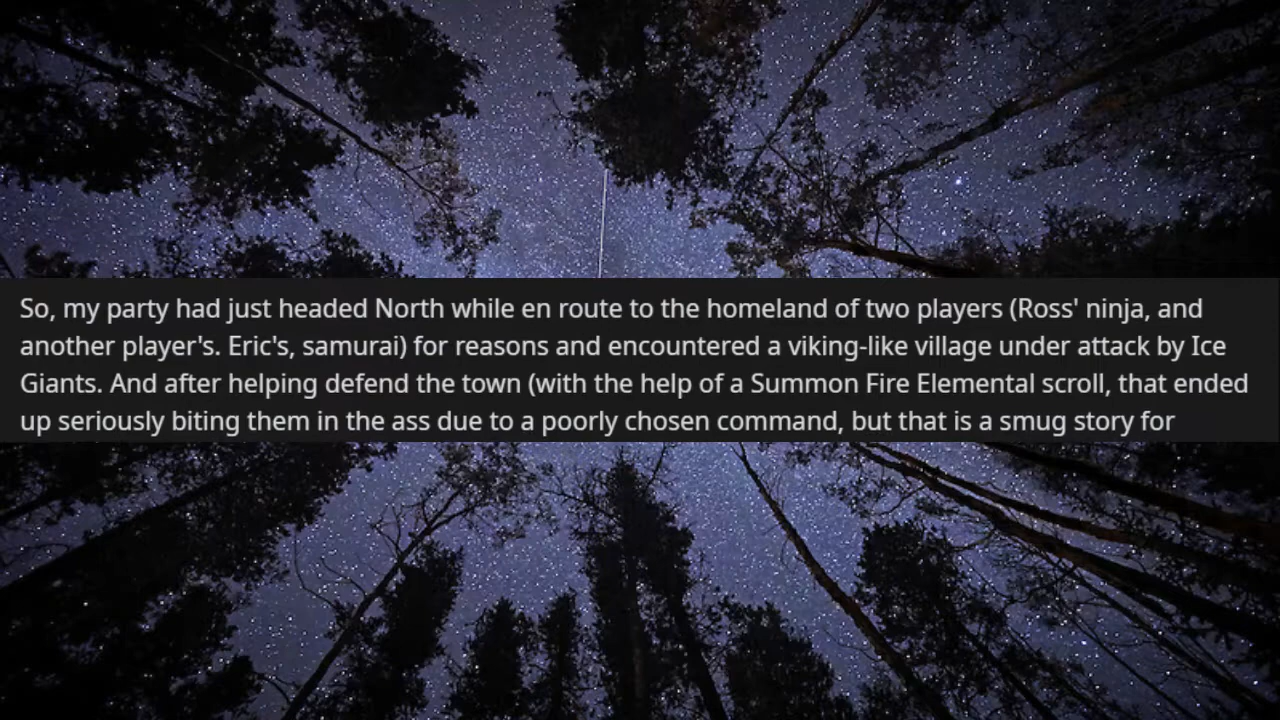 So, my party had just headed North while en route to the homeland of two players (Ross' ninja, and
another player's. Eric's, samurai) for reasons and encountered a viking-like village under attack by Ice
Giants. And after helping defend the town (with the help of a Summon Fire Elemental scroll, that ended
up seriously biting them in the ass due to a poorly chosen command, but that is a smug story for